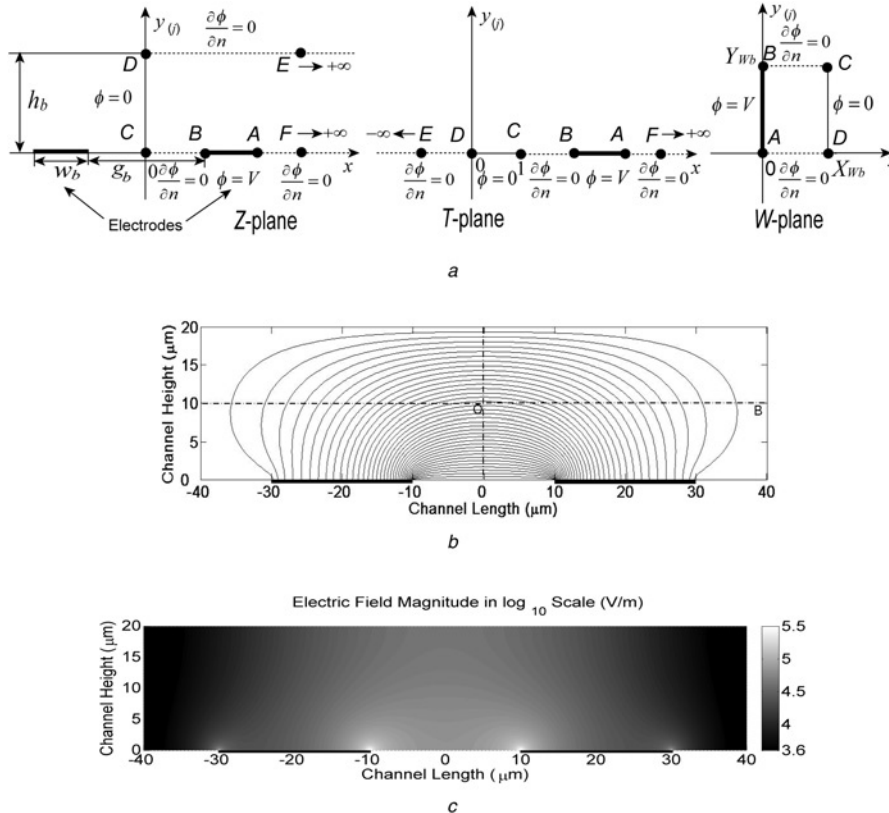 y(j) ∂ϕ/∂n = 0
D E → +∞
h_b ϕ=0
C B A F → +∞
w_b g_b 0 ∂ϕ/∂n = 0 ϕ=V ∂ϕ/∂n = 0 x
Electrodes
Z-plane
y(j)
−∞ ← E D C B A F → +∞
∂ϕ/∂n = 0 0 ϕ=0 1 ∂ϕ/∂n = 0 ϕ=V ∂ϕ/∂n = 0 x
T-plane
y(j) ∂ϕ/∂n = 0
Y_Wb B C
ϕ=V ϕ=0
A D
0 ∂ϕ/∂n = 0 X_Wb
W-plane
a
Channel Height (μm)
20
15
10
5
0
O B
-40 -30 -20 -10 0 10 20 30 40
Channel Length (μm)
b
Electric Field Magnitude in log 10 Scale (V/m)
Channel Height (μm)
20
15
10
5
0
-40 -30 -20 -10 0 10 20 30 40
Channel Length (μm)
5.5
5
4.5
4
3.6
c